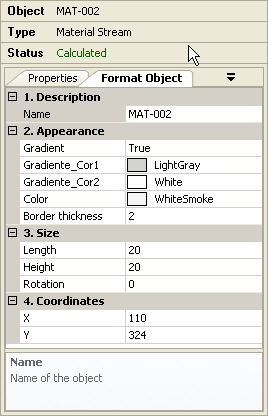 Object MAT-002
Type Material Stream
Status Calculated
Properties Format Object
1. Description
Name MAT-002
2. Appearance
Gradient True
Gradiente_Cor1 LightGray
Gradiente_Cor2 White
Color WhiteSmoke
Border thickness 2
3. Size
Length 20
Height 20
Rotation 0
4. Coordinates
X 110
Y 324
Name
Name of the object